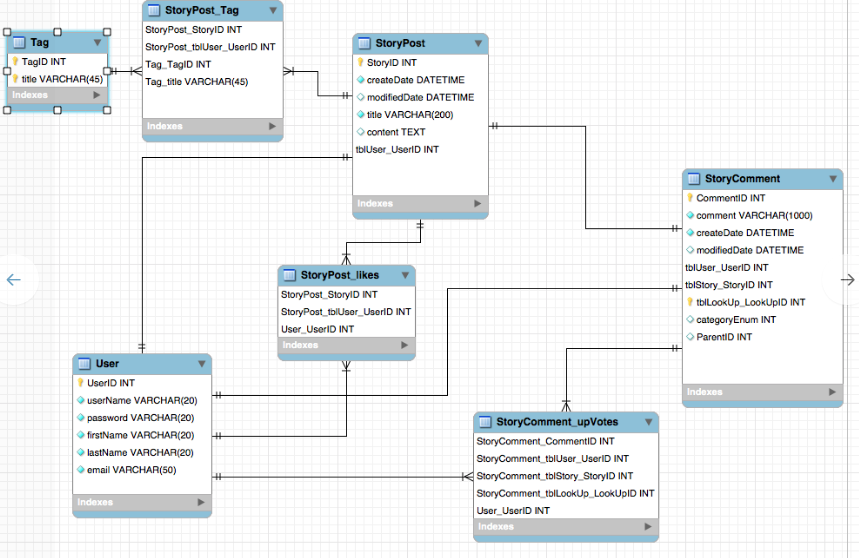 StoryPost_Tag
StoryPost_StoryID INT
StoryPost_tblUser_UserID INT
Tag_TagID INT
Tag_title VARCHAR(45)
Indexes
Tag
TagID INT
title VARCHAR(45)
Indexes
StoryPost
StoryID INT
createDate DATETIME
modifiedDate DATETIME
title VARCHAR(200)
content TEXT
tblUser_UserID INT
Indexes
StoryComment
CommentID INT
comment VARCHAR(1000)
createDate DATETIME
modifiedDate DATETIME
tblUser_UserID INT
tblStory_StoryID INT
tblLookUp_LookUpID INT
categoryEnum INT
ParentID INT
Indexes
StoryPost_likes
StoryPost_StoryID INT
StoryPost_tblUser_UserID INT
User_UserID INT
Indexes
User
UserID INT
userName VARCHAR(20)
password VARCHAR(20)
firstName VARCHAR(20)
lastName VARCHAR(20)
email VARCHAR(50)
Indexes
StoryComment_upVotes
StoryComment_CommentID INT
StoryComment_tblUser_UserID INT
StoryComment_tblStory_StoryID INT
StoryComment_tblLookUp_LookUpID INT
User_UserID INT
Indexes